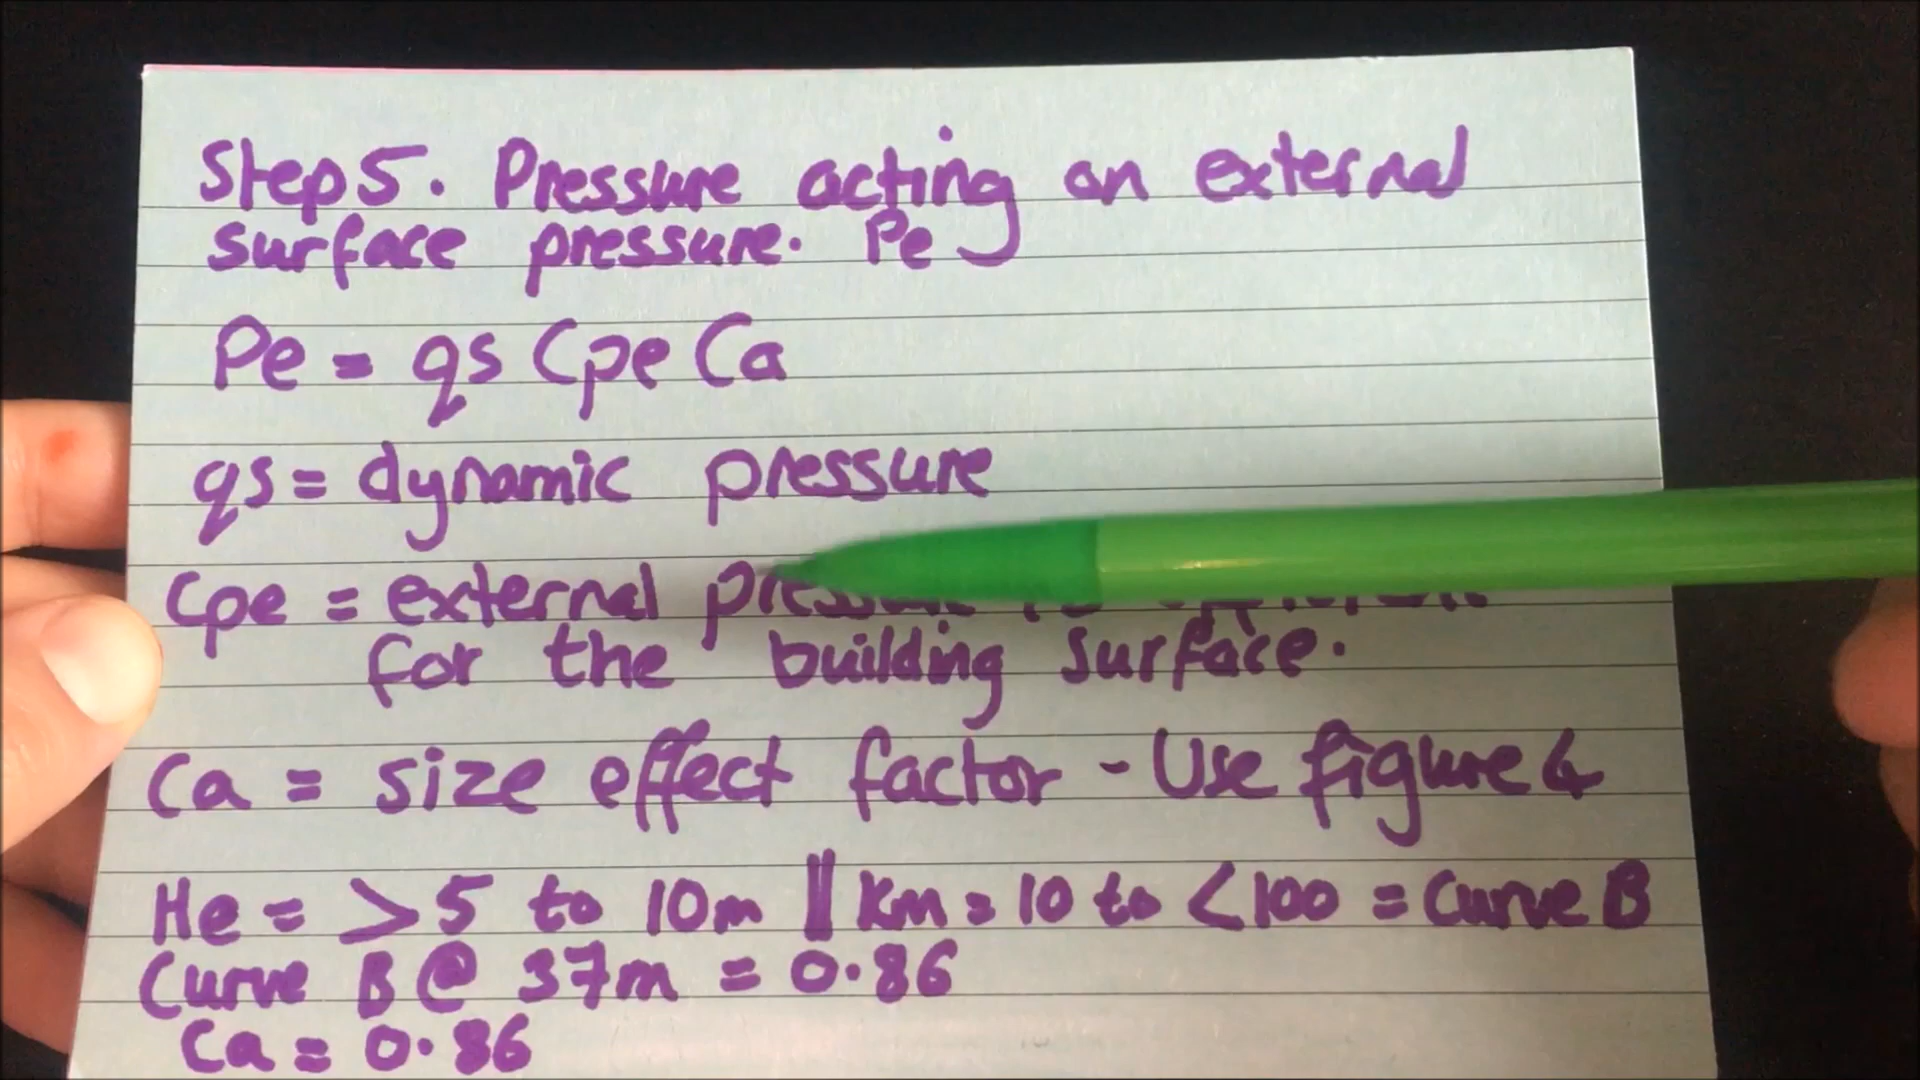 Step 5. Pressure acting on external
surface pressure. Pe
Pe = qs Cpe Ca
qs = dynamic pressure
Cpe = external
for the building surface.
Ca = size effect factor - Use figure 4
He = >5 to 10m || Km = 10 to <100 = Curve B
Curve B @ 37m = 0.86
Ca = 0.86